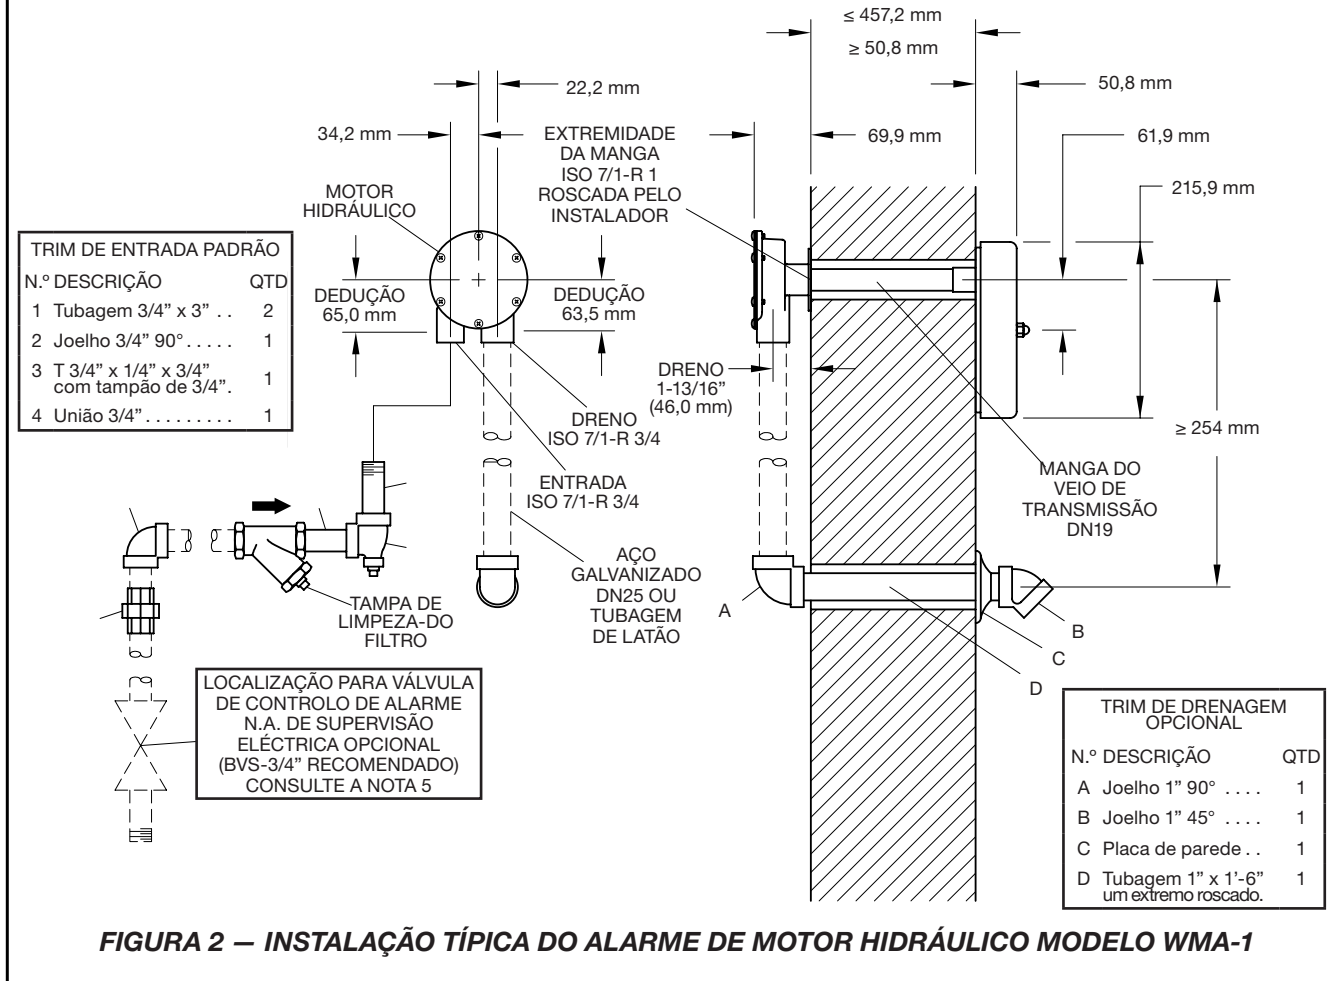 ≤ 457,2 mm
≥ 50,8 mm
22,2 mm
50,8 mm
34,2 mm
EXTREMIDADE
DA MANGA
ISO 7/1-R 1
ROSCADA PELO
INSTALADOR
69,9 mm
61,9 mm
215,9 mm
MOTOR
HIDRÁULICO
TRIM DE ENTRADA PADRÃO
N.º DESCRIÇÃO QTD
1 Tubagem 3/4” x 3” . . 2
2 Joelho 3/4” 90° . . . . . 1
3 T 3/4” x 1/4” x 3/4”
com tampão de 3/4”. 1
4 União 3/4” . . . . . . . . . 1
DEDUÇÃO
65,0 mm
DEDUÇÃO
63,5 mm
DRENO
1-13/16”
(46,0 mm)
DRENO
ISO 7/1-R 3/4
≥ 254 mm
ENTRADA
ISO 7/1-R 3/4
MANGA DO
VEIO DE
TRANSMISSÃO
DN19
AÇO
GALVANIZADO
DN25 OU
TUBAGEM
DE LATÃO
TAMPA DE
LIMPEZA-DO
FILTRO
A
B
C
D
LOCALIZAÇÃO PARA VÁLVULA
DE CONTROLO DE ALARME
N.A. DE SUPERVISÃO
ELÉCTRICA OPCIONAL
(BVS-3/4” RECOMENDADO)
CONSULTE A NOTA 5
TRIM DE DRENAGEM
OPCIONAL
N.º DESCRIÇÃO QTD
A Joelho 1” 90° . . . . 1
B Joelho 1” 45° . . . . 1
C Placa de parede . . 1
D Tubagem 1” x 1’-6” 1
um extremo roscado.
FIGURA 2 — INSTALAÇÃO TÍPICA DO ALARME DE MOTOR HIDRÁULICO MODELO WMA-1